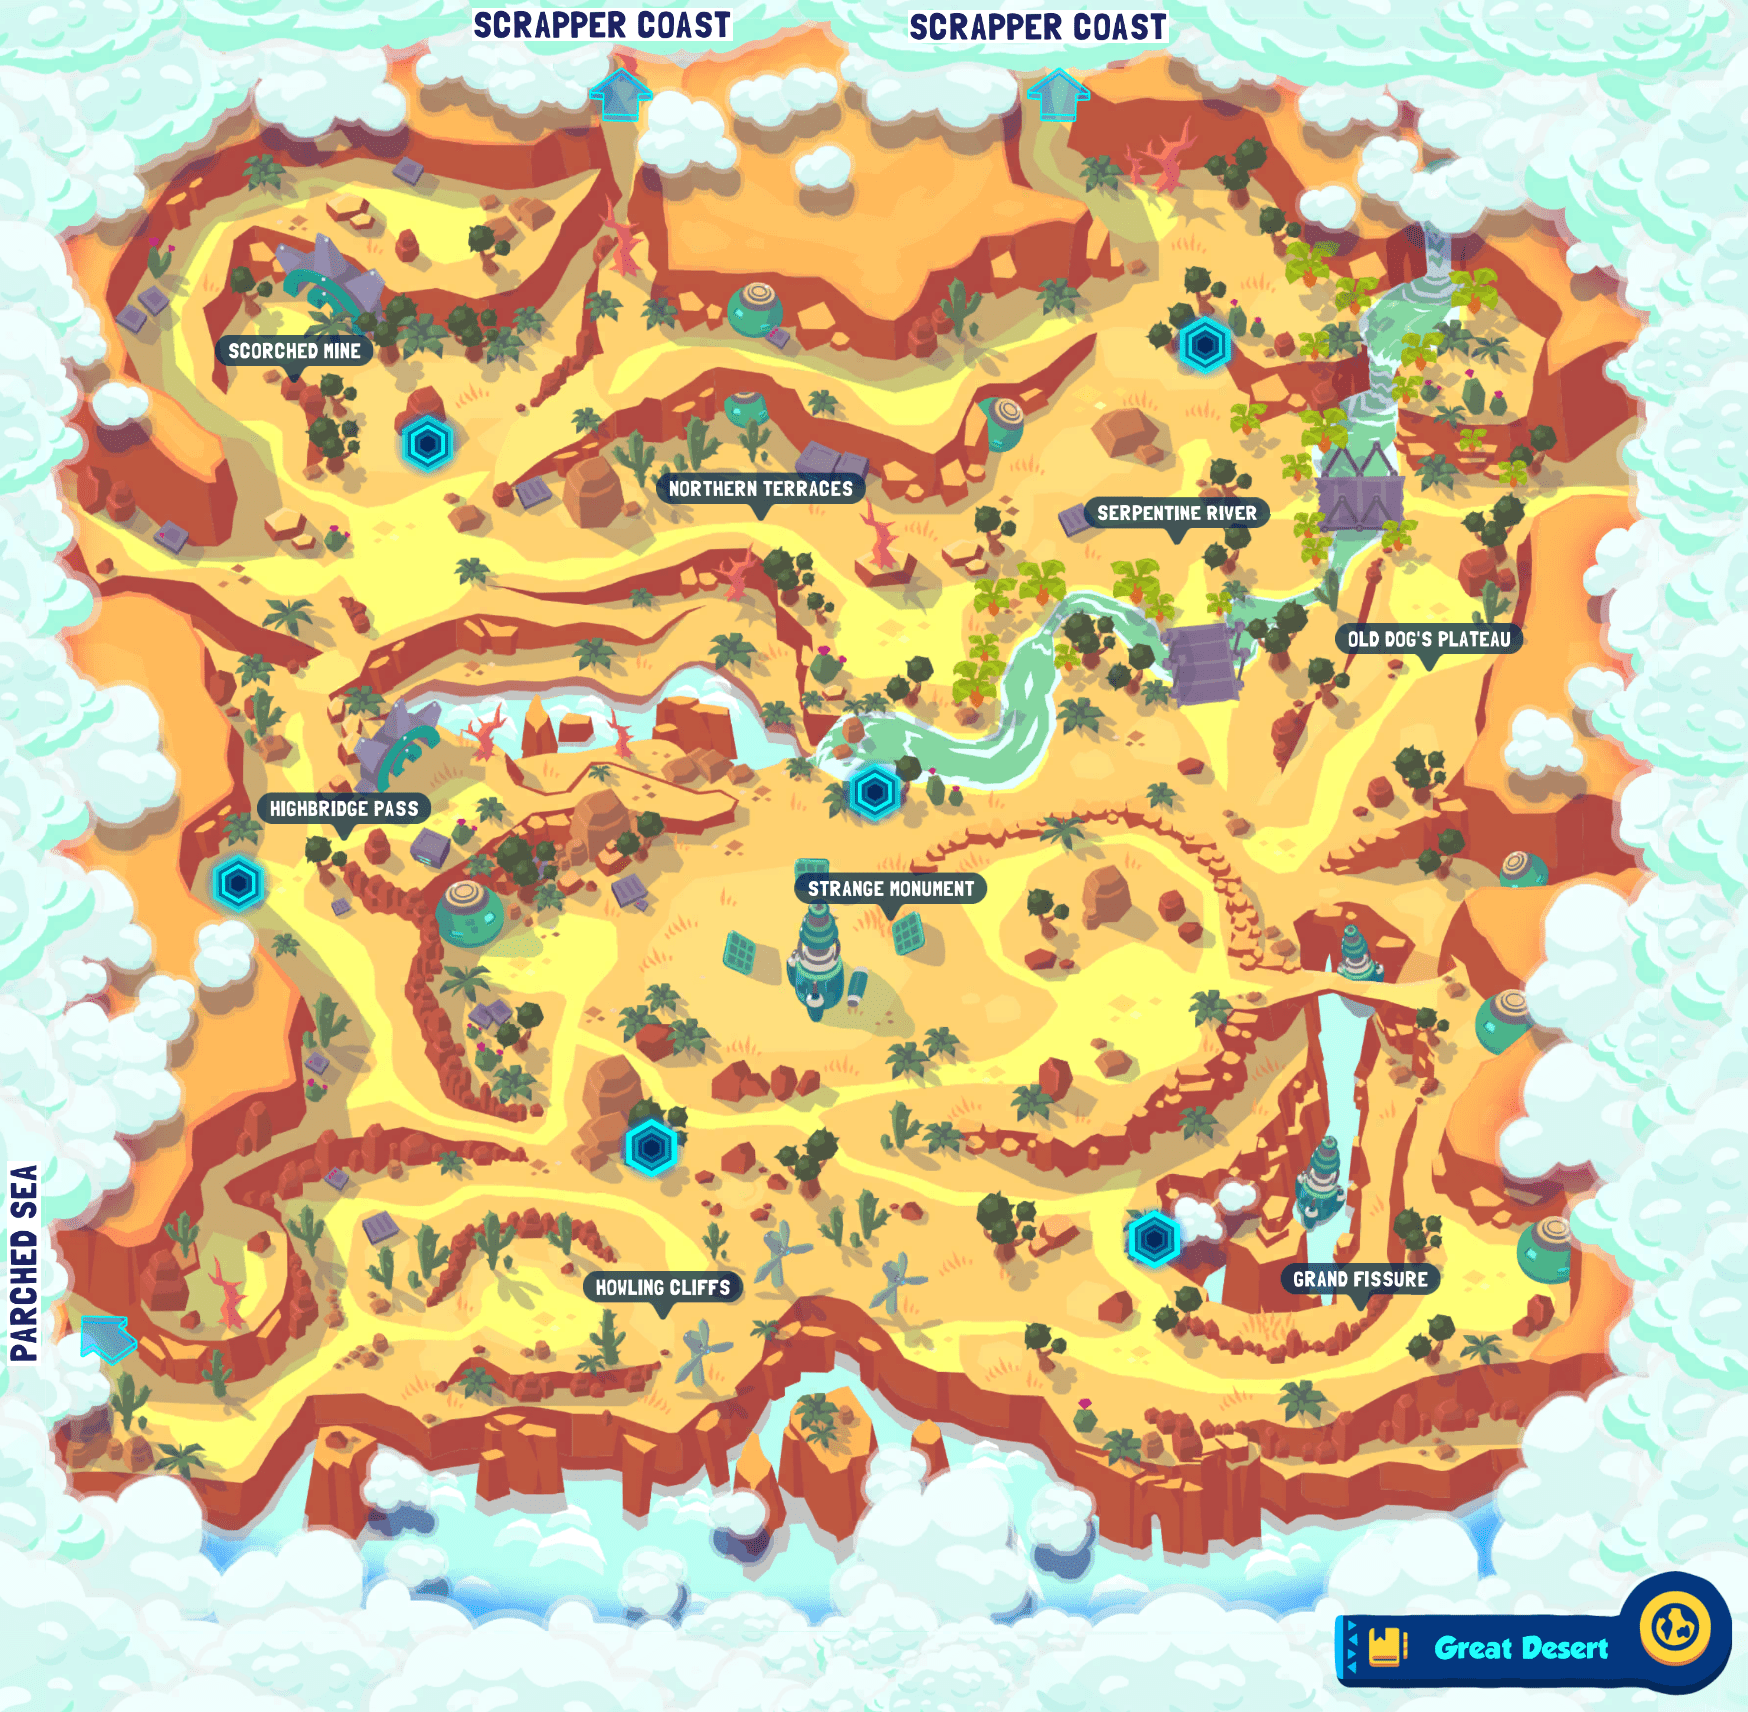 SCRAPPER COAST
SCRAPPER COAST
SCORCHED MINE
NORTHERN TERRACES
SERPENTINE RIVER
OLD DOG'S PLATEAU
HIGHBRIDGE PASS
STRANGE MONUMENT
PARCHED SEA
HOWLING CLIFFS
GRAND FISSURE
Great Desert